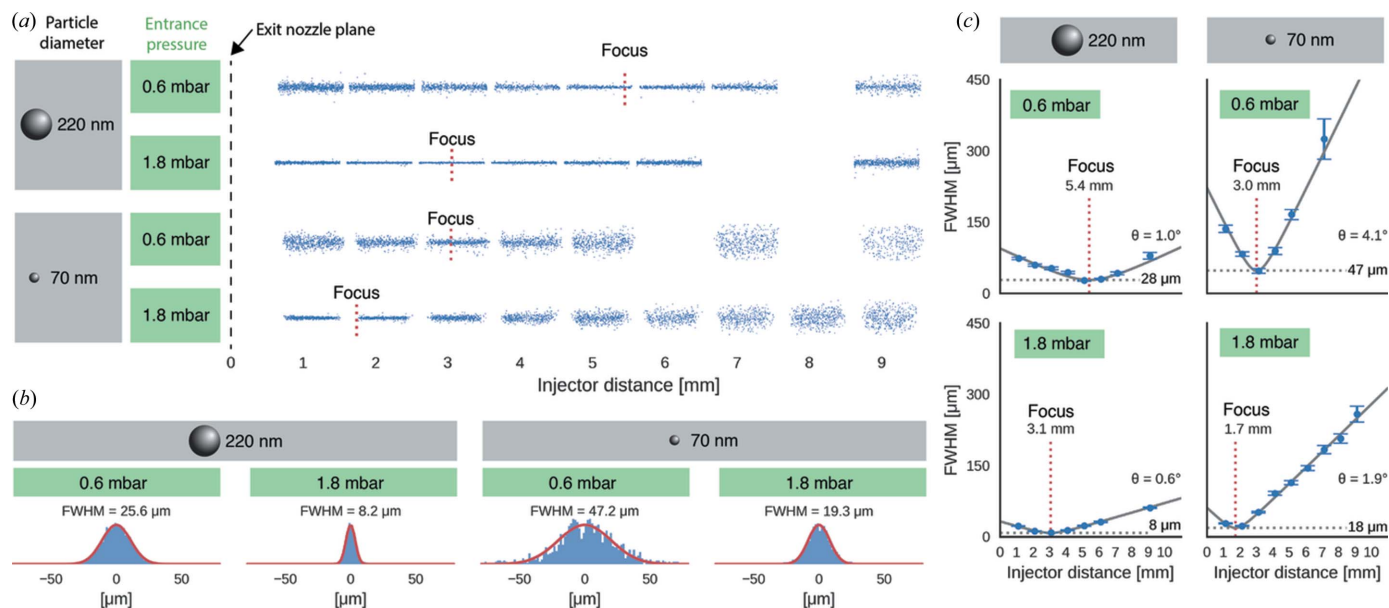 (a)
Particle
diameter
Entrance
pressure
Exit nozzle plane
220 nm
0.6 mbar
Focus
1.8 mbar
Focus
70 nm
0.6 mbar
Focus
1.8 mbar
Focus
0 1 2 3 4 5 6 7 8 9
Injector distance [mm]
(b)
220 nm
70 nm
0.6 mbar
1.8 mbar
0.6 mbar
1.8 mbar
FWHM = 25.6 µm
FWHM = 8.2 µm
FWHM = 47.2 µm
FWHM = 19.3 µm
−50 0 50
−50 0 50
−50 0 50
−50 0 50
[µm]
[µm]
[µm]
[µm]
(c)
220 nm
70 nm
FWHM [µm]
450
300
150
0
0.6 mbar
Focus
5.4 mm
θ = 1.0°
28 µm
0.6 mbar
Focus
3.0 mm
θ = 4.1°
47 µm
FWHM [µm]
450
300
150
0
1.8 mbar
Focus
3.1 mm
θ = 0.6°
8 µm
0 1 2 3 4 5 6 7 8 9 10
Injector distance [mm]
1.8 mbar
Focus
1.7 mm
θ = 1.9°
18 µm
0 1 2 3 4 5 6 7 8 9 10
Injector distance [mm]